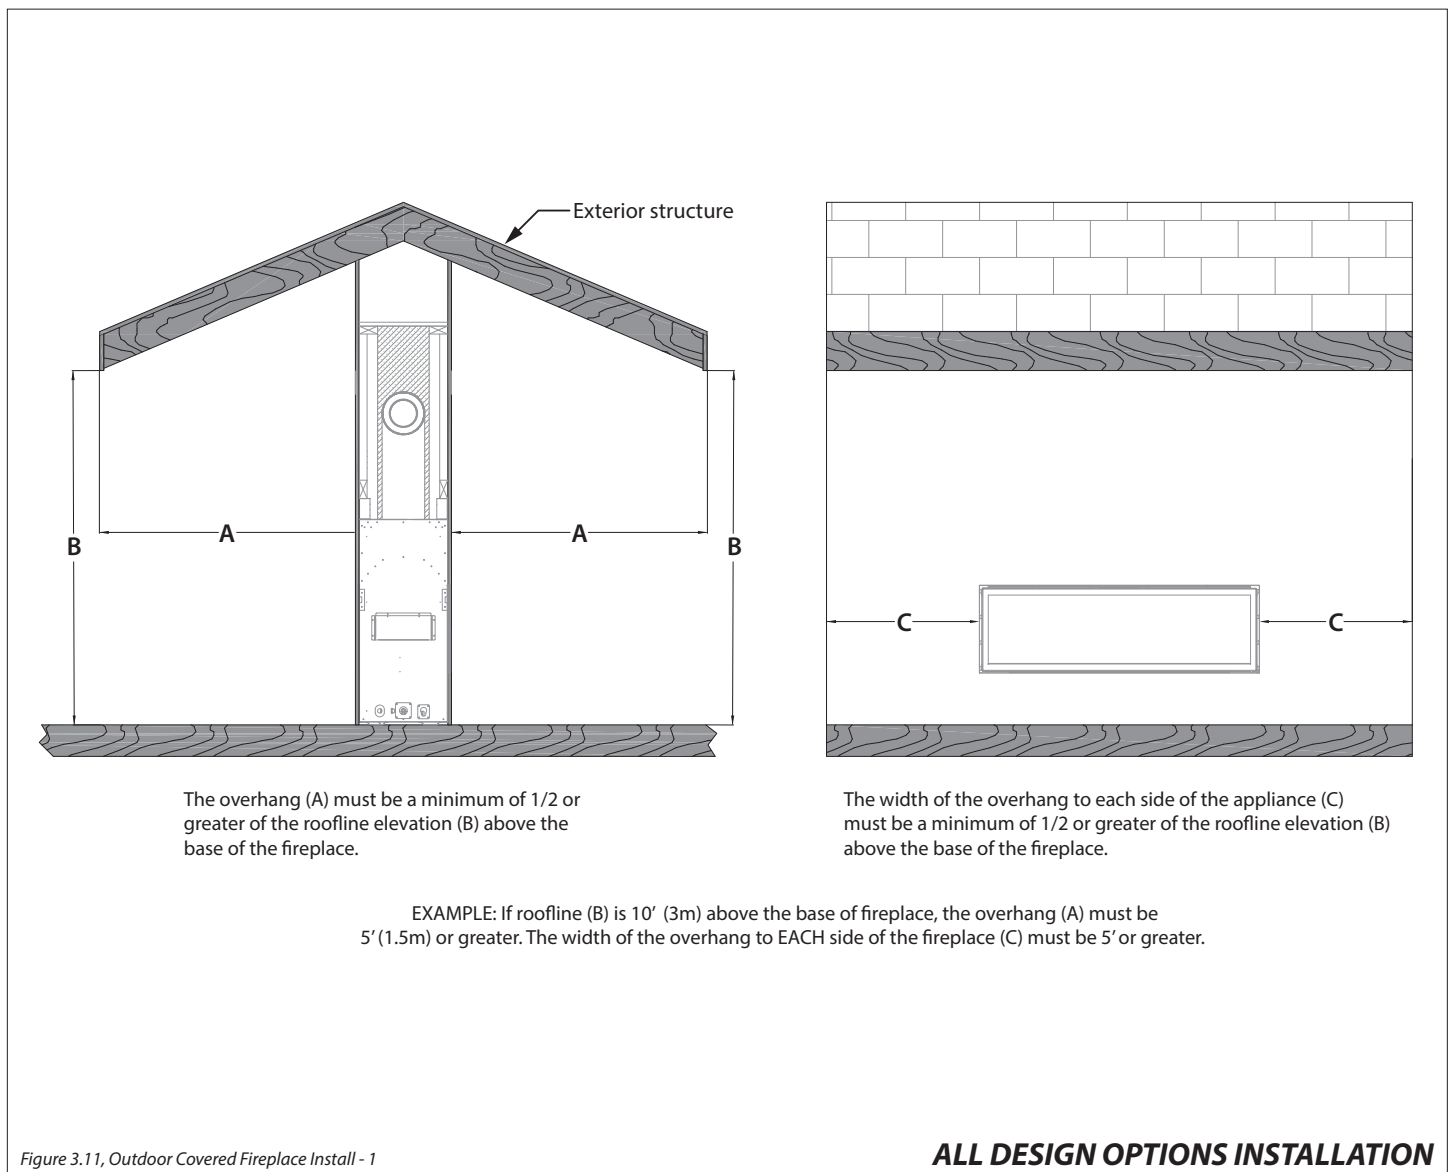 Exterior structure
A
A
B
B
C
C
The overhang (A) must be a minimum of 1/2 or
greater of the roofline elevation (B) above the
base of the fireplace.
The width of the overhang to each side of the appliance (C)
must be a minimum of 1/2 or greater of the roofline elevation (B)
above the base of the fireplace.
EXAMPLE: If roofline (B) is 10′ (3m) above the base of fireplace, the overhang (A) must be
5′ (1.5m) or greater. The width of the overhang to EACH side of the fireplace (C) must be 5′ or greater.
Figure 3.11, Outdoor Covered Fireplace Install - 1
ALL DESIGN OPTIONS INSTALLATION